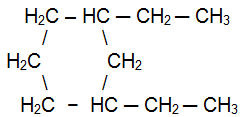 H₂C – HC – CH₂ – CH3
/ \
H₂C CH₂
\ /
H₂C – HC – CH₂ – CH3